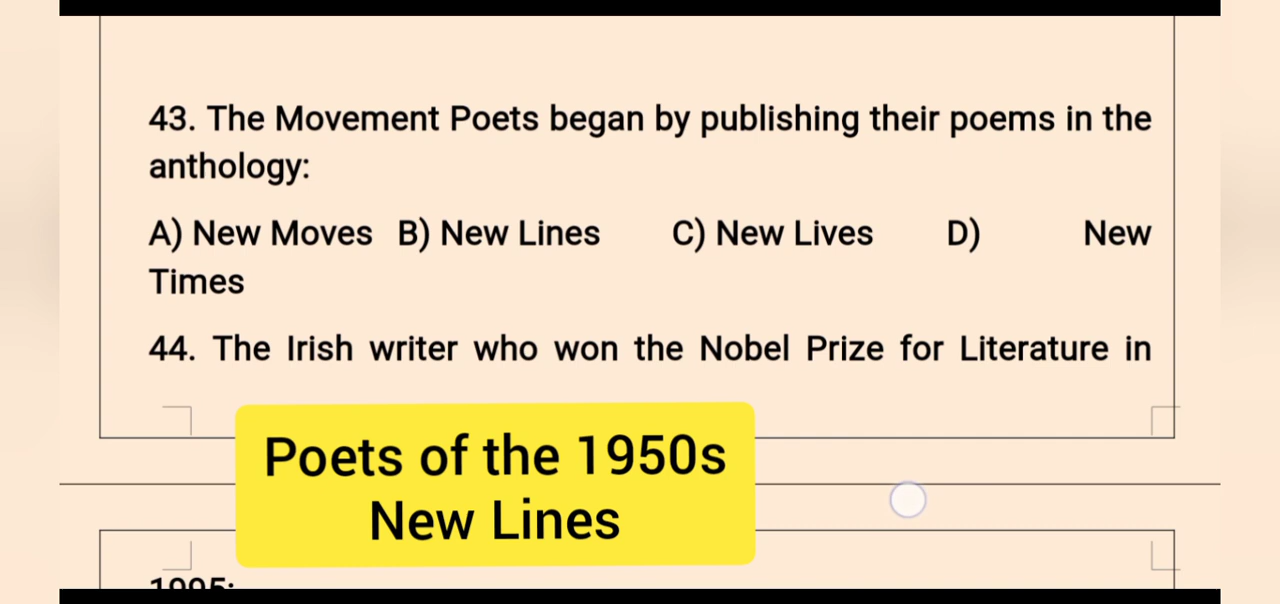 43. The Movement Poets began by publishing their poems in the
anthology:
A) New Moves B) New Lines C) New Lives D) New
Times
44. The Irish writer who won the Nobel Prize for Literature in
Poets of the 1950s
New Lines
1995: